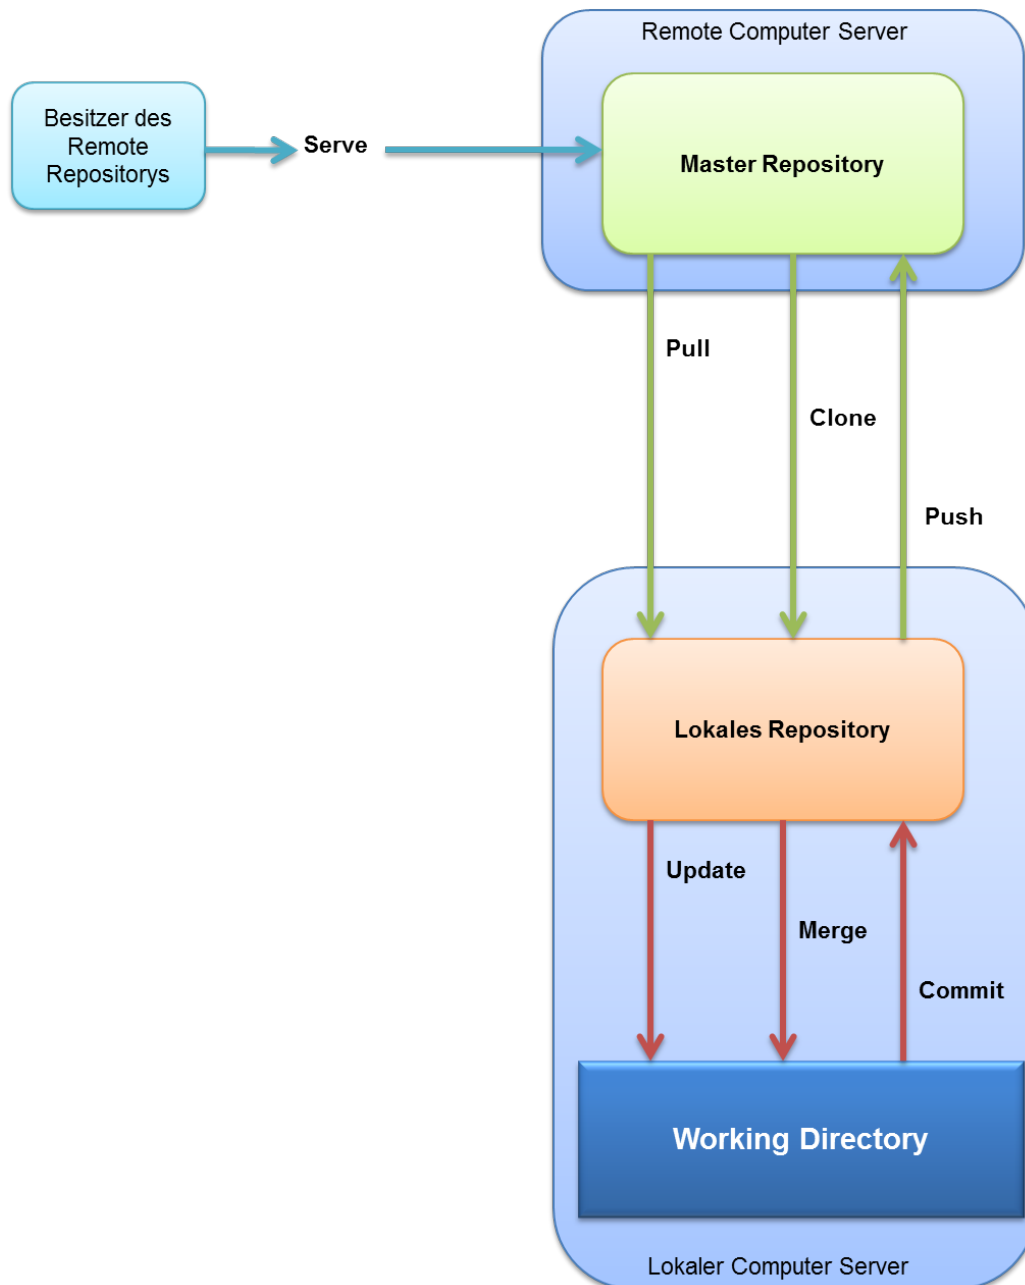 Remote Computer Server
Besitzer des
Remote
Repositorys
Serve
Master Repository
Pull
Clone
Push
Lokales Repository
Update
Merge
Commit
Working Directory
Lokaler Computer Server